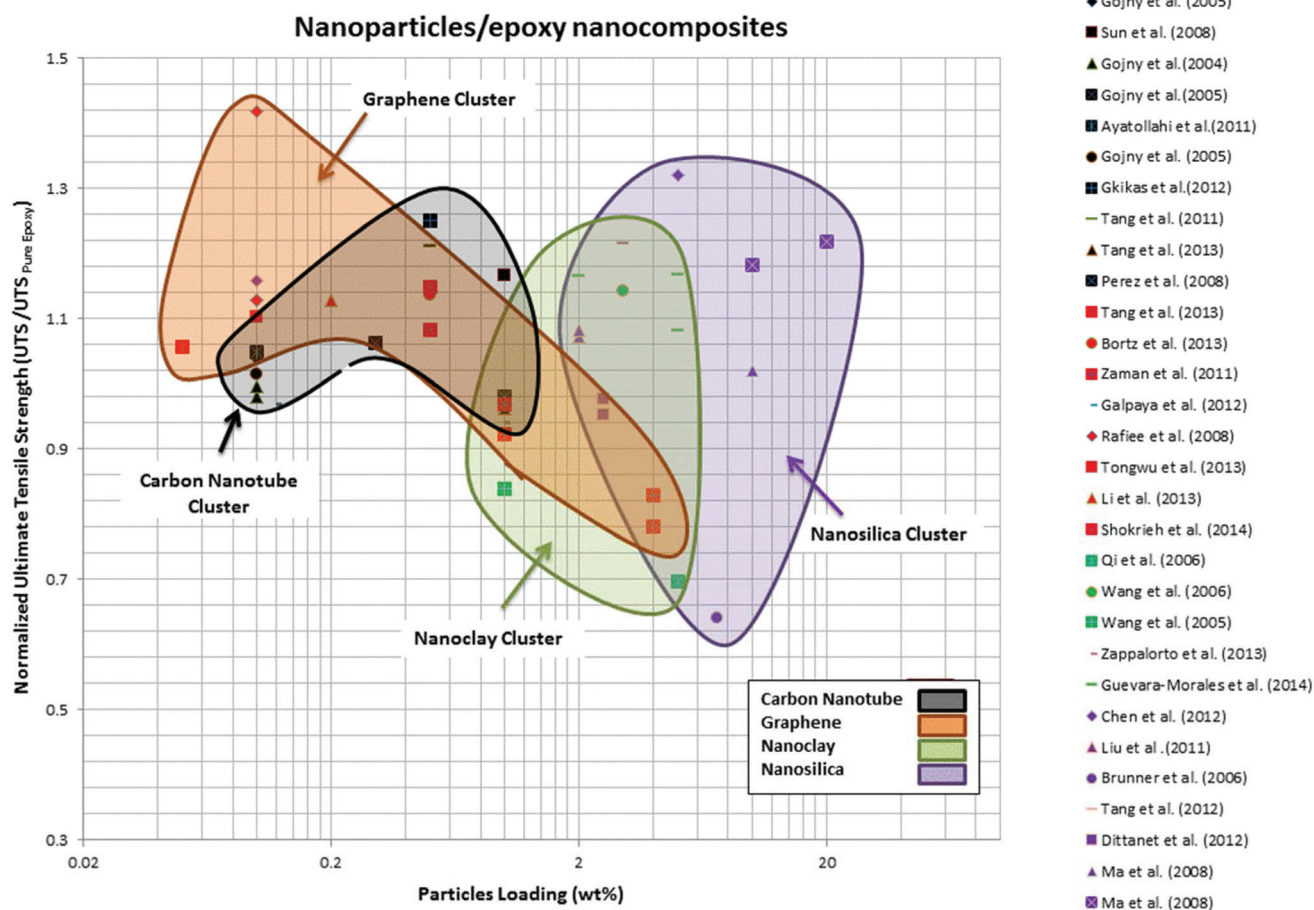 Nanoparticles/epoxy nanocomposites
Normalized Ultimate Tensile Strength (UTS /UTS Pure Epoxy)
1.5
1.3
1.1
0.9
0.7
0.5
0.3
Graphene Cluster
Carbon Nanotube
Cluster
Nanoclay Cluster
Nanosilica Cluster
Carbon Nanotube
Graphene
Nanoclay
Nanosilica
0.02
0.2
2
20
Particles Loading (wt%)
Gojny et al. (2005)
Sun et al. (2008)
Gojny et al.(2004)
Gojny et al.(2005)
Ayatollahi et al.(2011)
Gojny et al. (2005)
Gkikas et al.(2012)
Tang et al. (2011)
Tang et al. (2013)
Perez et al. (2008)
Tang et al. (2013)
Bortz et al. (2013)
Zaman et al. (2011)
Galpaya et al. (2012)
Rafiee et al. (2008)
Tongwu et al. (2013)
Li et al. (2013)
Shokrieh et al. (2014)
Qi et al. (2006)
Wang et al. (2006)
Wang et al. (2005)
Zappalorto et al. (2013)
Guevara-Morales et al. (2014)
Chen et al. (2012)
Liu et al .(2011)
Brunner et al. (2006)
Tang et al. (2012)
Dittanet et al. (2012)
Ma et al. (2008)
Ma et al. (2008)